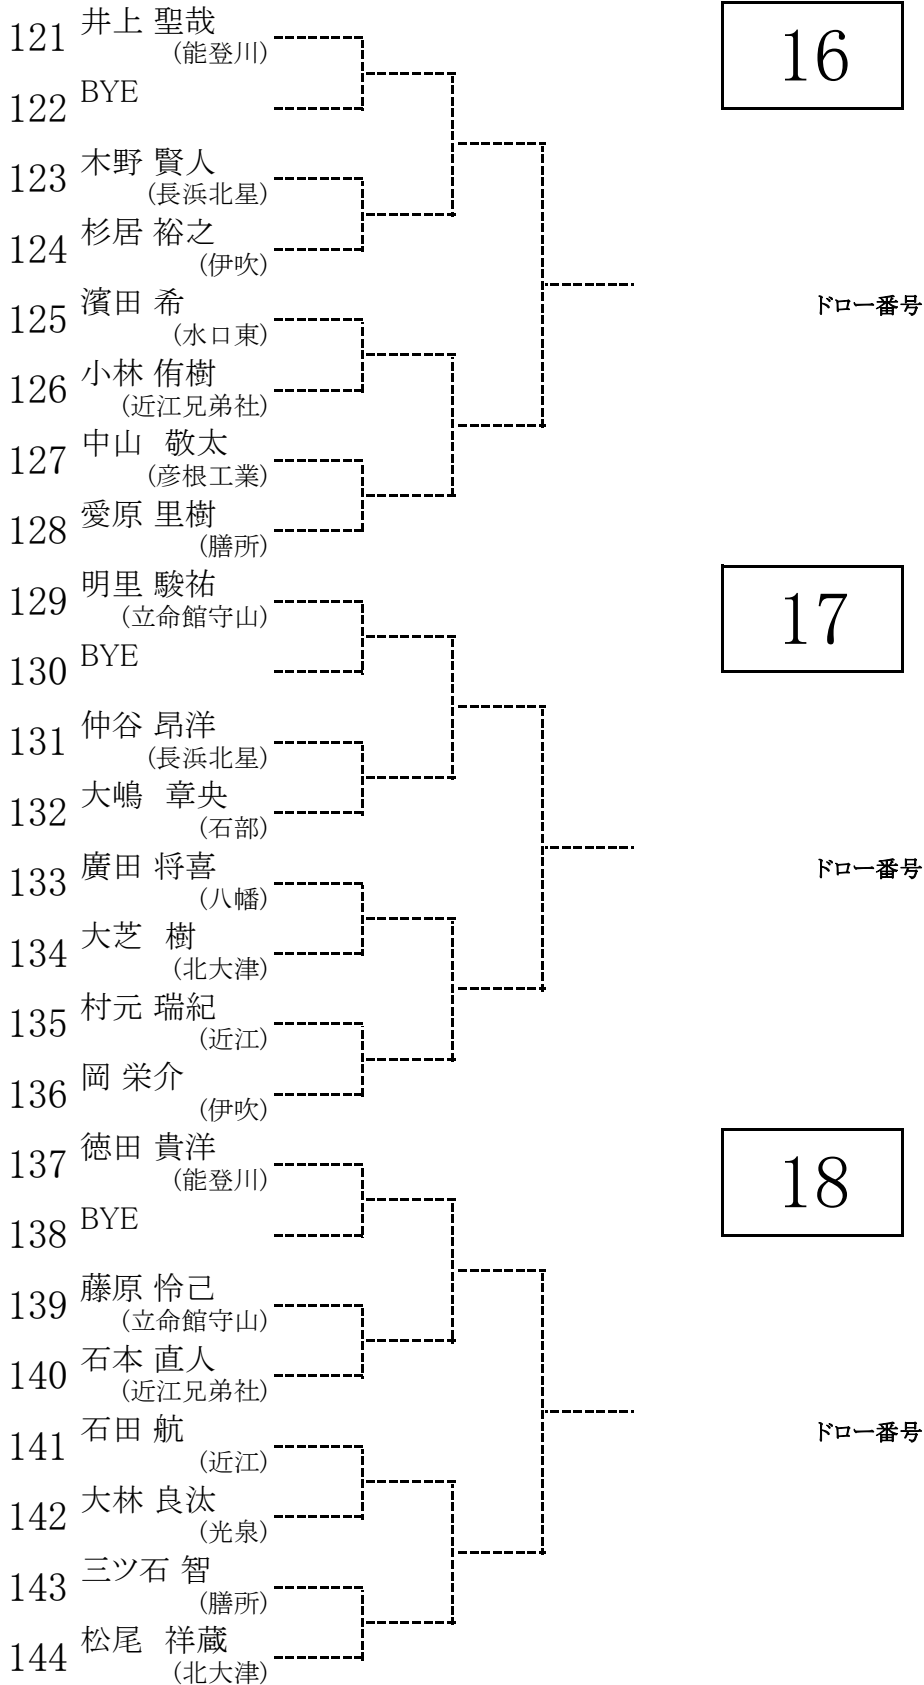 121 井上 聖哉
(能登川)
16
122 BYE
123 木野 賢人
(長浜北星)
124 杉居 裕之
(伊吹)
125 濱田 希
(水口東)
ドロー番号
126 小林 侑樹
(近江兄弟社)
127 中山 敬太
(彦根工業)
128 愛原 里樹
(膳所)
129 明里 駿祐
(立命館守山)
17
130 BYE
131 仲谷 昂洋
(長浜北星)
132 大嶋 章央
(石部)
133 廣田 将喜
(八幡)
ドロー番号
134 大芝 樹
(北大津)
135 村元 瑞紀
(近江)
136 岡 栄介
(伊吹)
137 徳田 貴洋
(能登川)
18
138 BYE
139 藤原 怜己
(立命館守山)
140 石本 直人
(近江兄弟社)
141 石田 航
(近江)
ドロー番号
142 大林 良汰
(光泉)
143 三ツ石 智
(膳所)
144 松尾 祥蔵
(北大津)